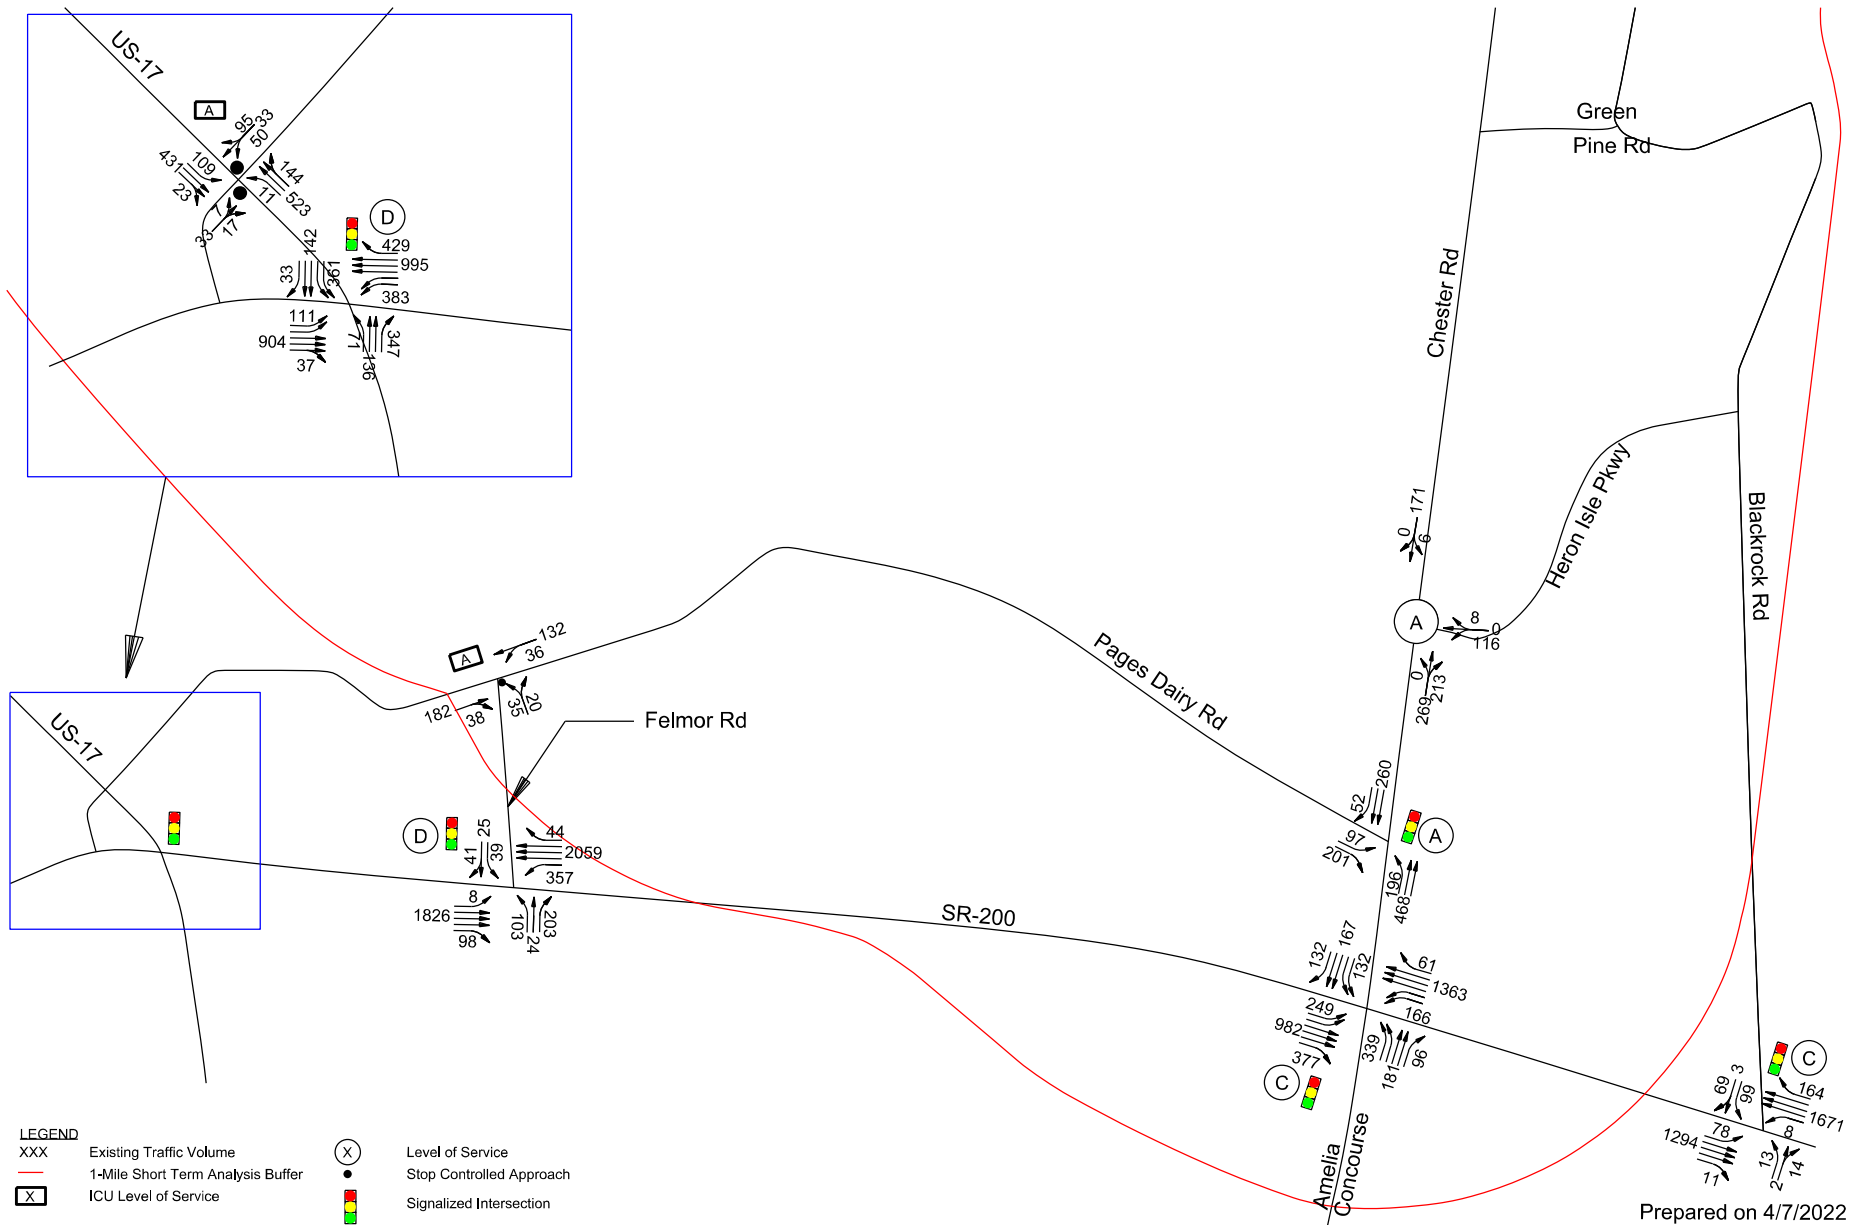 US-17
A
95
33
50
431
109
23
144
523
11
7
33
17
D
142
33
361
429
995
383
111
904
37
71
136
347
Green
Pine Rd
Chester Rd
171
0
6
Heron Isle Pkwy
Blackrock Rd
A
8
0
116
0
213
269
Pages Dairy Rd
132
36
A
182
38
35
20
Felmor Rd
US-17
D
25
41
39
44
2059
357
8
1826
98
103
24
203
SR-200
260
52
97
201
A
196
468
132
167
132
61
1363
166
249
982
377
339
181
96
C
Amelia
Concourse
C
69
3
99
164
1671
8
78
1294
11
13
2
14
LEGEND
XXX Existing Traffic Volume
1-Mile Short Term Analysis Buffer
X ICU Level of Service
X Level of Service
Stop Controlled Approach
Signalized Intersection
Prepared on 4/7/2022